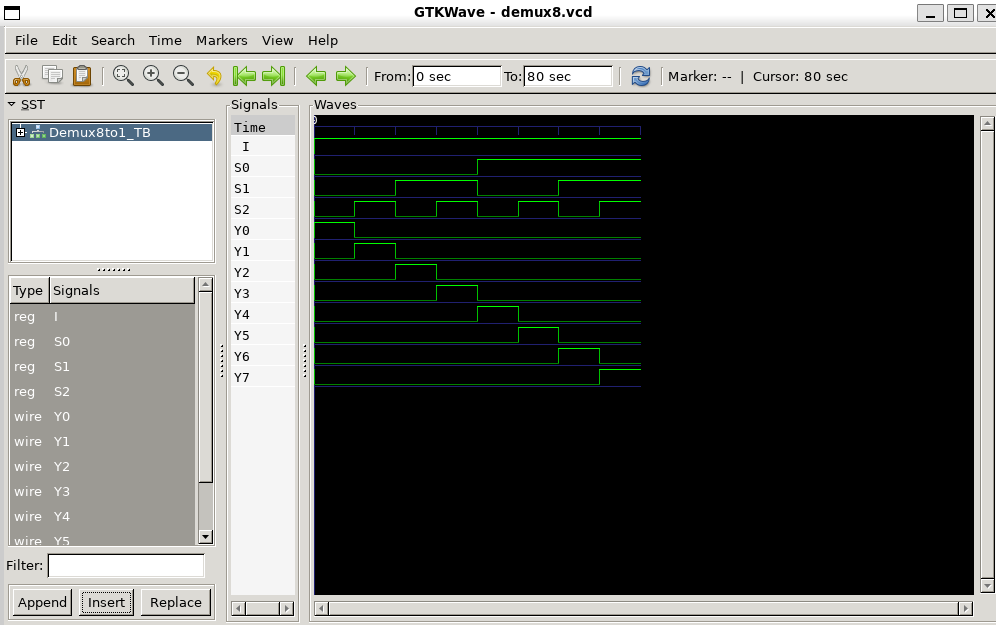 GTKWave - demux8.vcd
File Edit Search Time Markers View Help
From: 0 sec To: 80 sec Marker: -- | Cursor: 80 sec
SST
Demux8to1_TB
Type Signals
reg I
reg S0
reg S1
reg S2
wire Y0
wire Y1
wire Y2
wire Y3
wire Y4
wire Y5
Filter:
Append Insert Replace
Signals
Time
I
S0
S1
S2
Y0
Y1
Y2
Y3
Y4
Y5
Y6
Y7
Waves
0